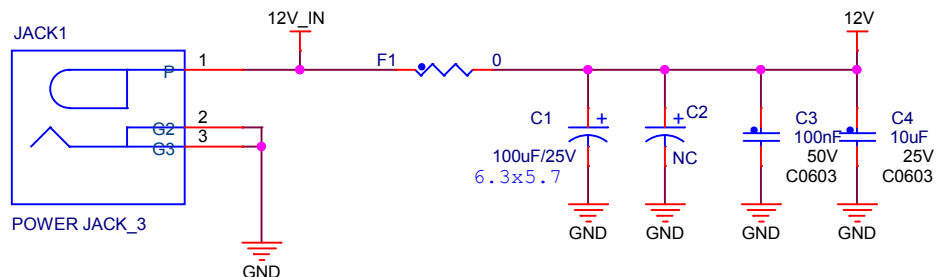 JACK1
12V_IN
12V
1
F1
0
P
2
G2
3
G3
C1
C2
C3
C4
100nF
10uF
100uF/25V
NC
50V
25V
6.3x5.7
C0603
C0603
POWER JACK_3
GND
GND
GND
GND
GND